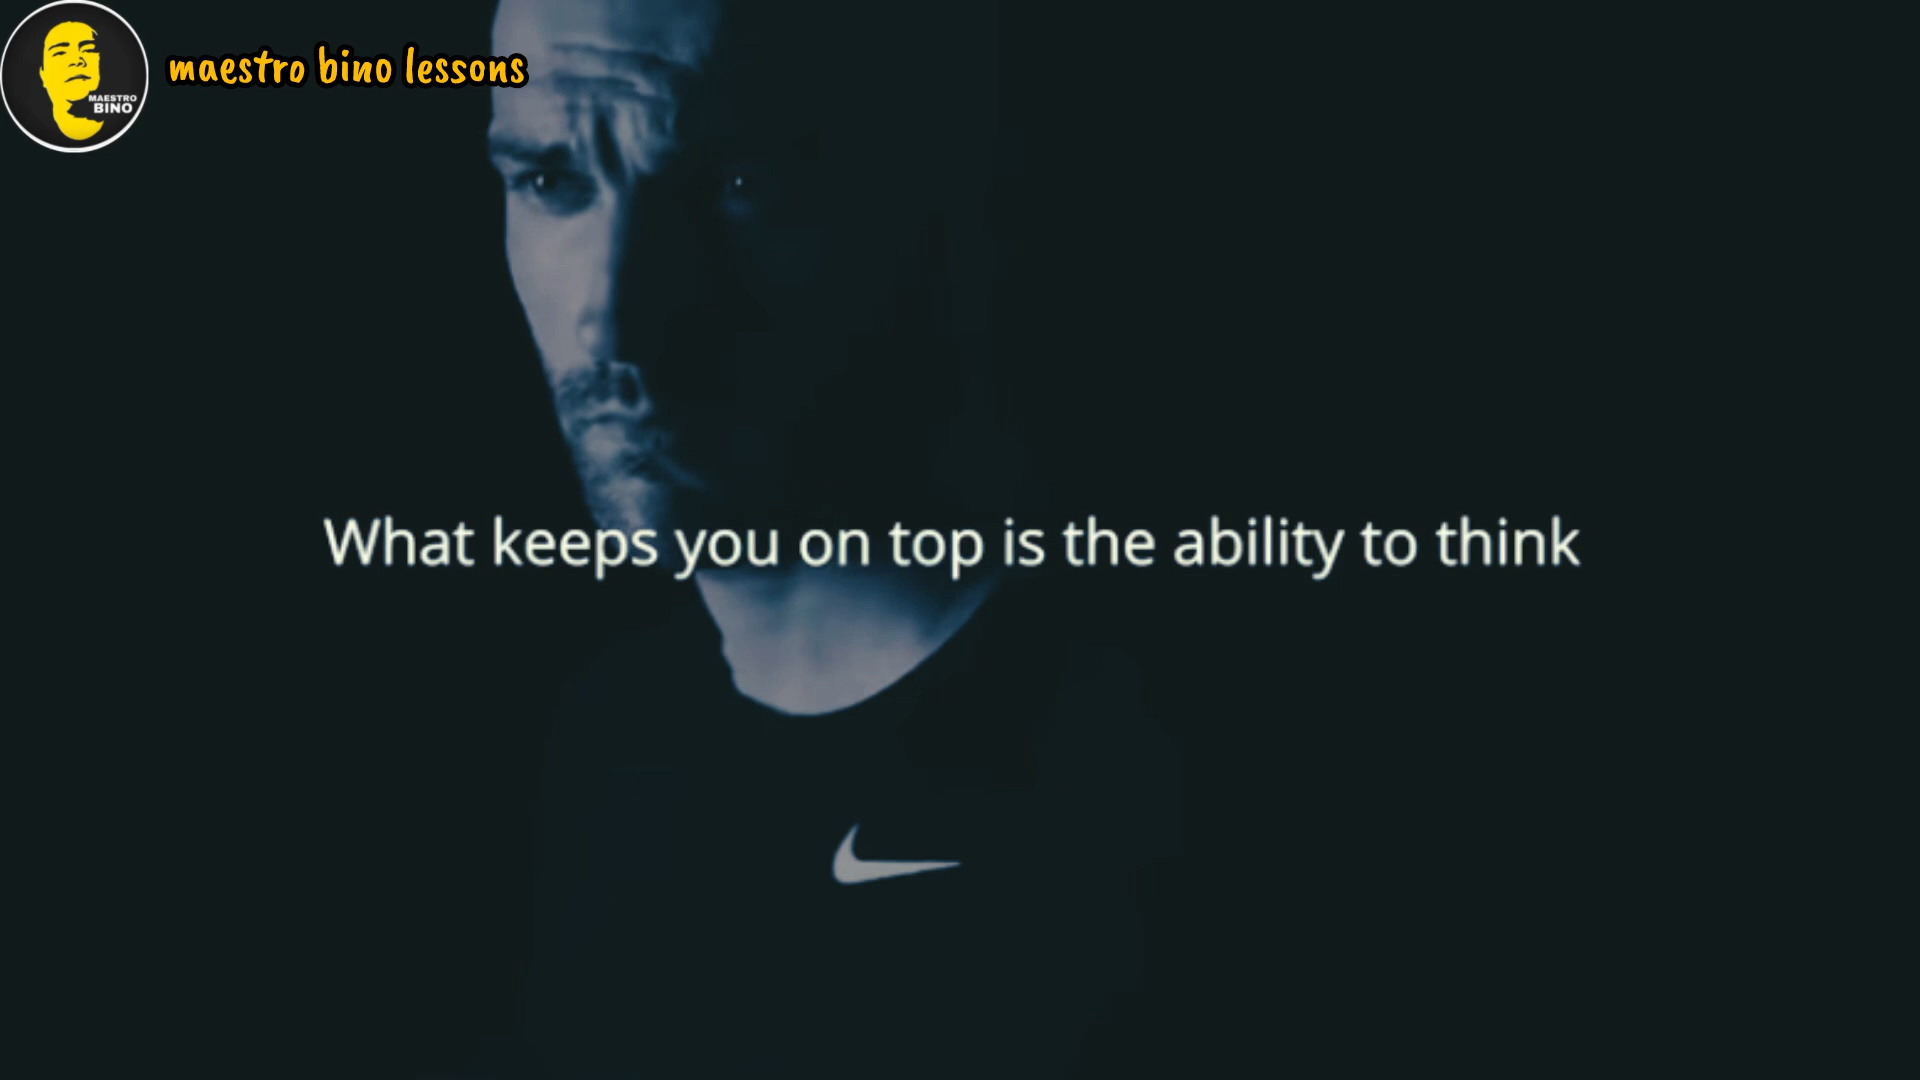 maestro bino lessons
MAESTRO
BINO
What keeps you on top is the ability to think